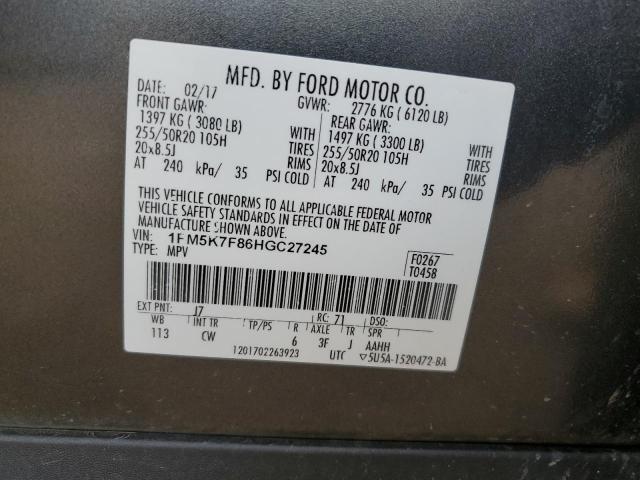 MFD. BY FORD MOTOR CO.
DATE: 02/17 GVWR: 2776 KG ( 6120 LB)
FRONT GAWR: REAR GAWR:
1397 KG ( 3080 LB) WITH 1497 KG ( 3300 LB) WITH
255/50R20 105H TIRES 255/50R20 105H TIRES
20x8.5J RIMS 20x8.5J RIMS
AT 240 kPa/ 35 PSI COLD AT 240 kPa/ 35 PSI COLD
THIS VEHICLE CONFORMS TO ALL APPLICABLE FEDERAL MOTOR
VEHICLE SAFETY STANDARDS IN EFFECT ON THE DATE OF
MANUFACTURE SHOWN ABOVE.
VIN: 1FM5K7F86HGC27245 F0267
TYPE: MPV T0458
EXT PNT: J7 RC: 71 DSO:
WB INT TR TP/PS R AXLE TR SPR
113 CW 6 3F J AAHH
1201702263923 UTC ▽5U5A-1520472-BA